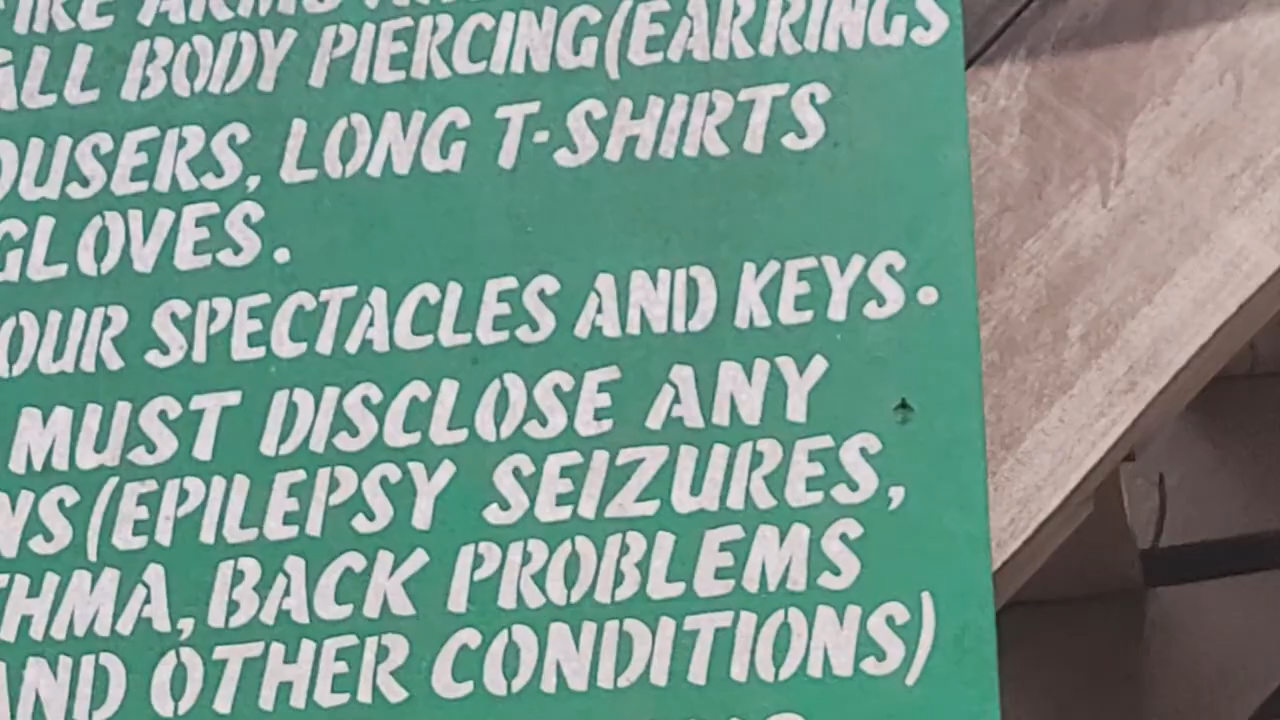 ALL BODY PIERCING(EARRINGS
OUSERS, LONG T-SHIRTS
GLOVES.
OUR SPECTACLES AND KEYS.
MUST DISCLOSE ANY
NS(EPILEPSY SEIZURES,
THMA, BACK PROBLEMS
AND OTHER CONDITIONS)